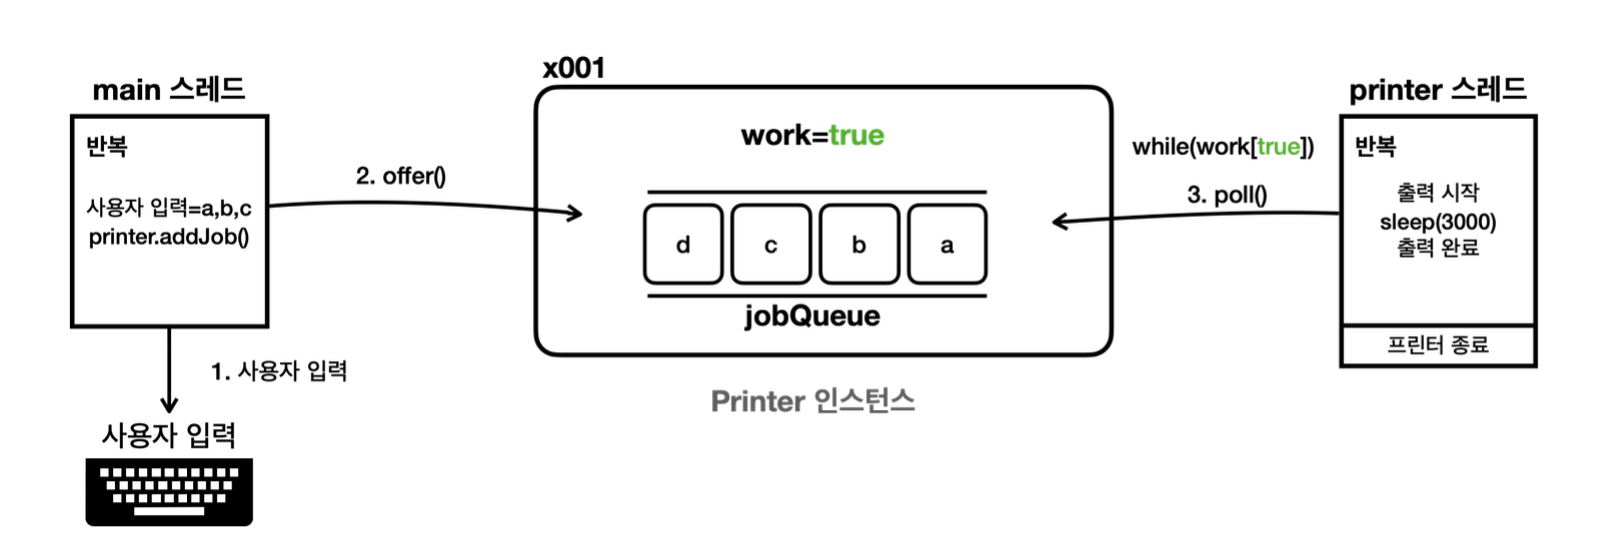 main 스레드
반복
사용자 입력=a,b,c
printer.addJob()
1. 사용자 입력
사용자 입력
2. offer()
x001
work=true
d c b a
jobQueue
Printer 인스턴스
while(work[true])
3. poll()
printer 스레드
반복
출력 시작
sleep(3000)
출력 완료
프린터 종료